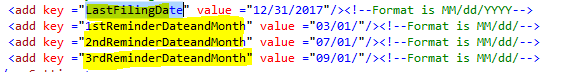 <add key ="lastFilingDate" value ="12/31/2017"/><!--Format is MM/dd/YYYY-->
<add key ="1stReminderDateandMonth" value ="03/01/"/><!--Format is MM/dd/-->
<add key ="2ndReminderDateandMonth" value ="07/01/"/><!--Format is MM/dd/-->
<add key ="3rdReminderDateandMonth" value ="09/01/"/><!--Format is MM/dd/-->